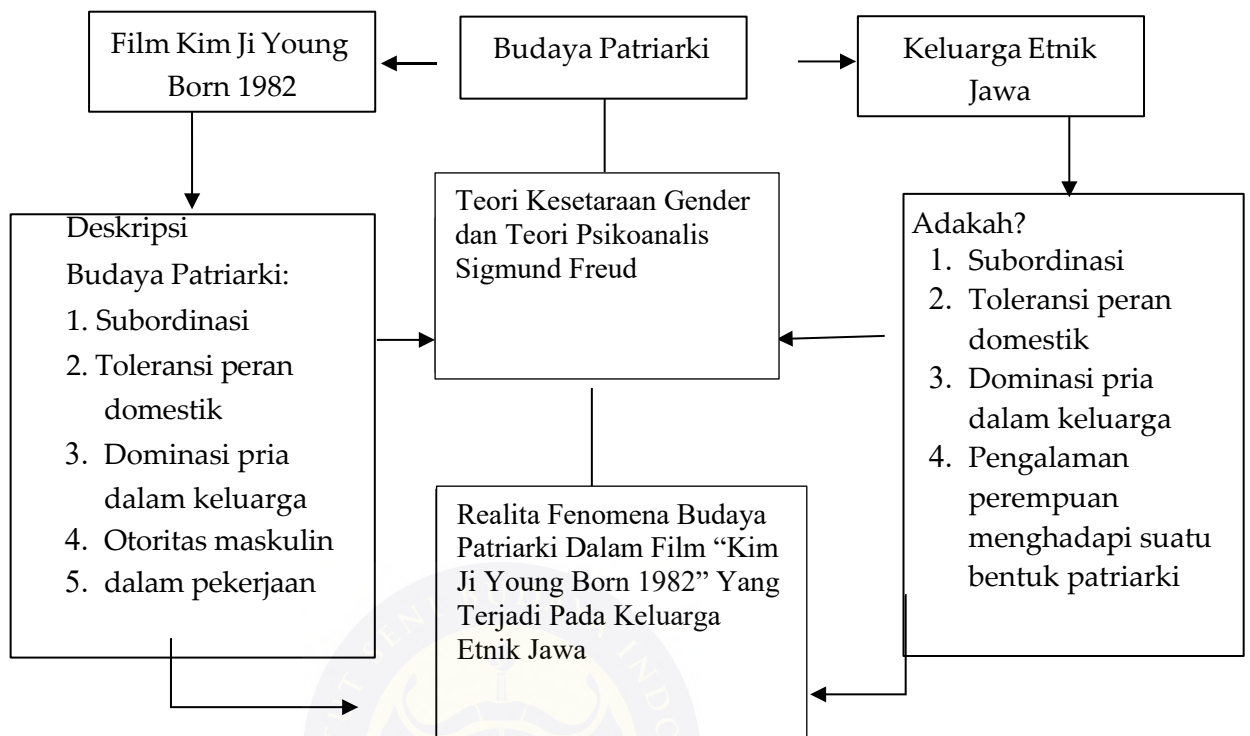 Film Kim Ji Young
Born 1982
Budaya Patriarki
Keluarga Etnik
Jawa
Deskripsi
Budaya Patriarki:
1. Subordinasi
2. Toleransi peran
domestik
3. Dominasi pria
dalam keluarga
4. Otoritas maskulin
5. dalam pekerjaan
Teori Kesetaraan Gender
dan Teori Psikoanalis
Sigmund Freud
Adakah?
1. Subordinasi
2. Toleransi peran
domestik
3. Dominasi pria
dalam keluarga
4. Pengalaman
perempuan
menghadapi suatu
bentuk patriarki
Realita Fenomena Budaya
Patriarki Dalam Film “Kim
Ji Young Born 1982” Yang
Terjadi Pada Keluarga
Etnik Jawa